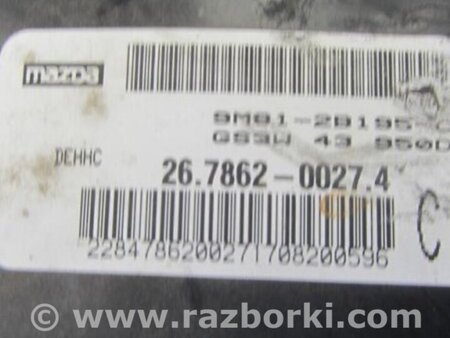 mazda
9M81-2B195-C
GS3W 43 950D
DEHHC
26.7862-0027.4
2284786200271708200596
C
© - www.razborki.com